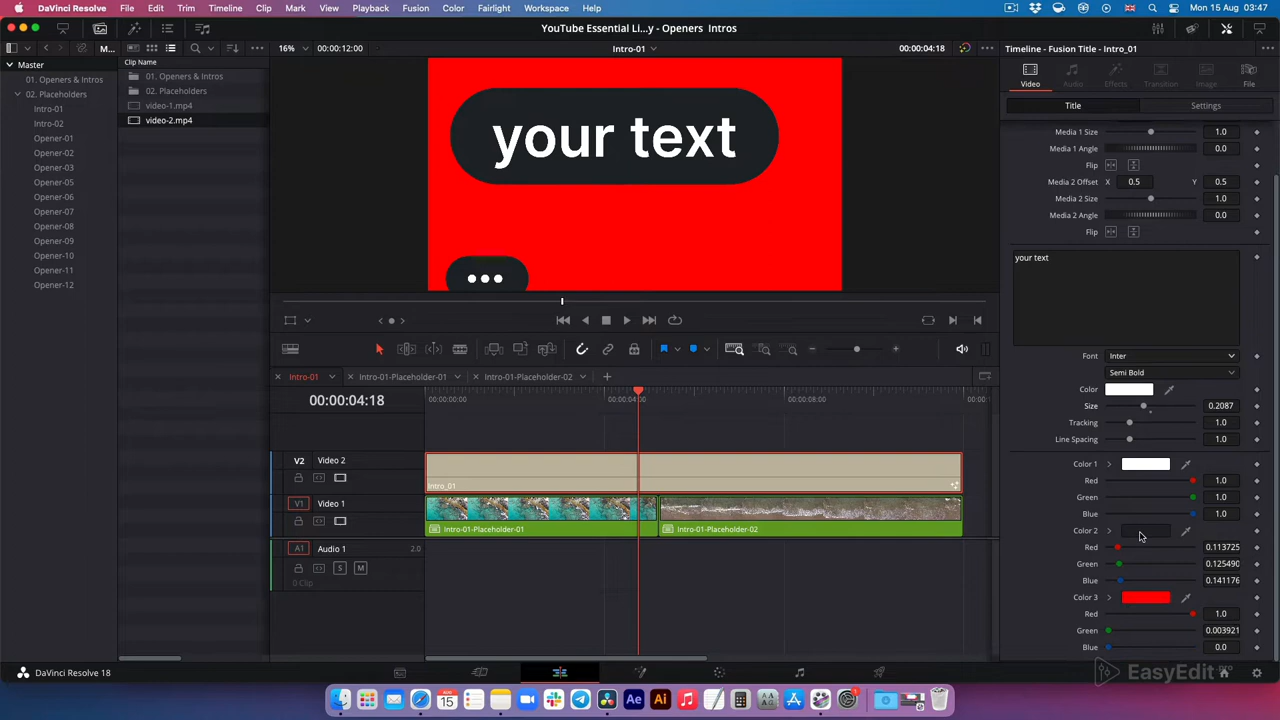 DaVinci Resolve File Edit Trim Timeline Clip Mark View Playback Fusion Color Fairlight Workspace Help Mon 15 Aug 03:47
YouTube Essential Li...y - Openers Intros
M... 16% 00:00:12:00 Intro-01 00:00:04:18 Timeline - Fusion Title - Intro_01
Master
01. Openers & Intros
02. Placeholders
Intro-01
Intro-02
Opener-01
Opener-02
Opener-03
Opener-05
Opener-06
Opener-07
Opener-08
Opener-09
Opener-10
Opener-11
Opener-12
Clip Name
01. Openers & Intros
02. Placeholders
video-1.mp4
video-2.mp4
your text
Video Audio Effects Transition Image File
Title Settings
Media 1 Size 1.0
Media 1 Angle 0.0
Flip
Media 2 Offset X 0.5 Y 0.5
Media 2 Size 1.0
Media 2 Angle 0.0
Flip
your text
Font Inter
Semi Bold
Color
Size 0.2087
Tracking 1.0
Line Spacing 1.0
Color 1
Red 1.0
Green 1.0
Blue 1.0
Color 2
Red 0.113725
Green 0.125490
Blue 0.141176
Color 3
Red 1.0
Green 0.003921
Blue 0.0
Intro-01 Intro-01-Placeholder-01 Intro-01-Placeholder-02
00:00:04:18 00:00:00:00 00:00:08:00
V2 Video 2
Intro_01
V1 Video 1
Intro-01-Placeholder-01 Intro-01-Placeholder-02
A1 Audio 1 2.0
S M
0 Clip
DaVinci Resolve 18
EasyEdit.pro
AUG
15
Ae Ai